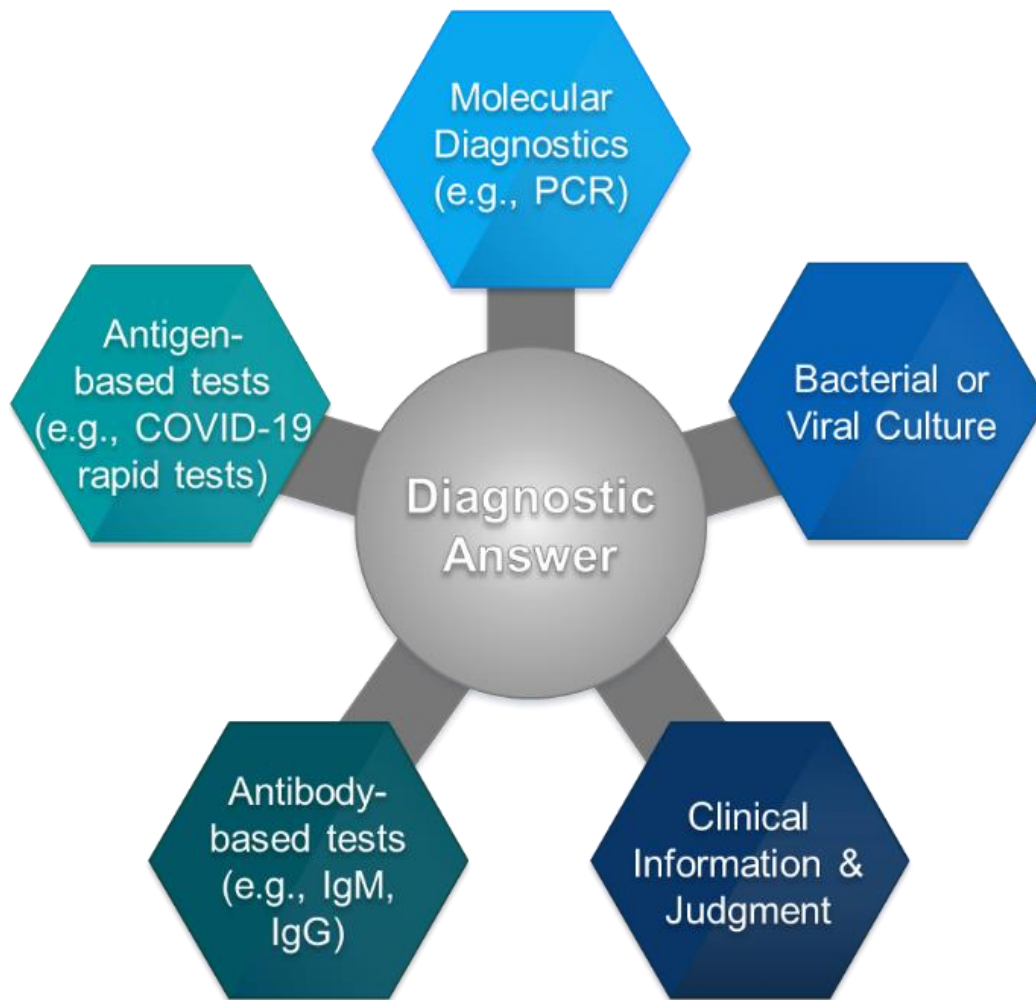 Molecular
Diagnostics
(e.g., PCR)
Antigen-
based tests
(e.g., COVID-19
rapid tests)
Bacterial or
Viral Culture
Diagnostic
Answer
Antibody-
based tests
(e.g., IgM,
IgG)
Clinical
Information &
Judgment